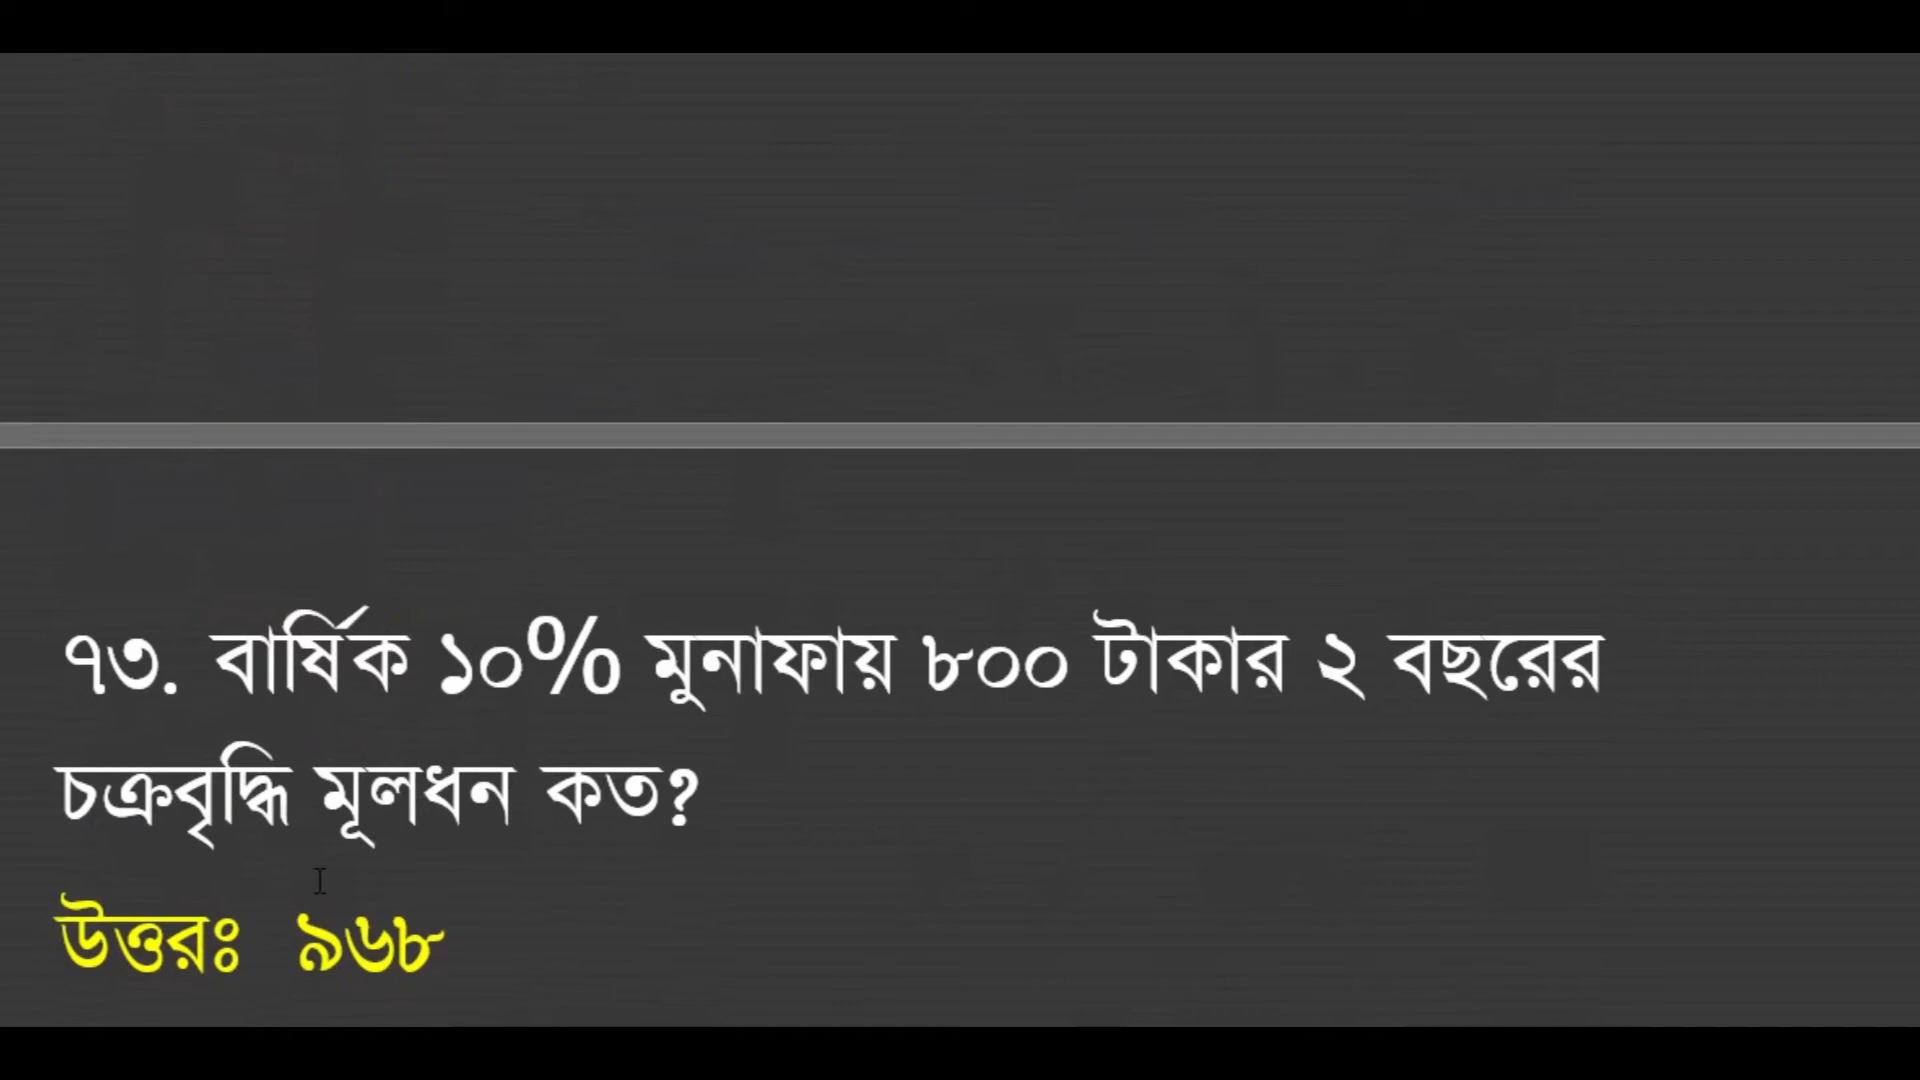 ৭৩. বার্ষিক ১০% মুনাফায় ৮০০ টাকার ২ বছরের
চক্রবৃদ্ধি মূলধন কত?
উত্তরঃ ৯৬৮